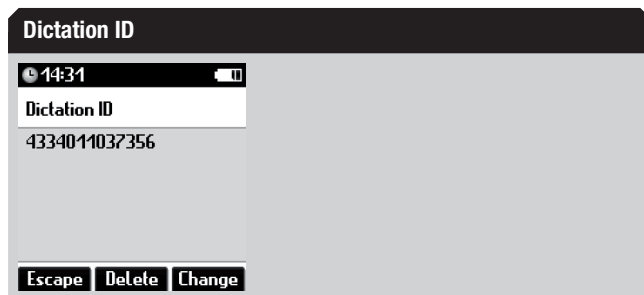 Dictation ID
14:31
Dictation ID
4334011037356
Escape Delete Change